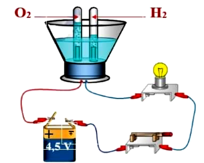 O₂ H₂
+ -
4,5 V